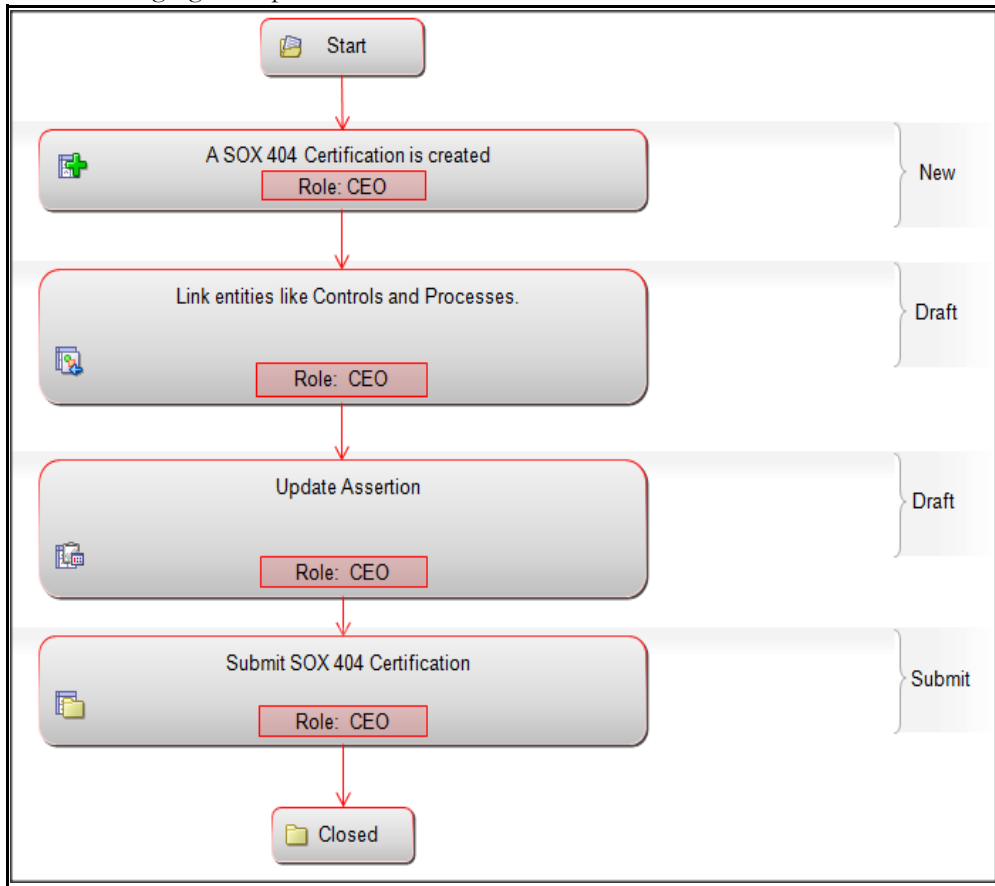 Start
A SOX 404 Certification is created
Role: CEO
New
Link entities like Controls and Processes.
Role: CEO
Draft
Update Assertion
Role: CEO
Draft
Submit SOX 404 Certification
Role: CEO
Submit
Closed